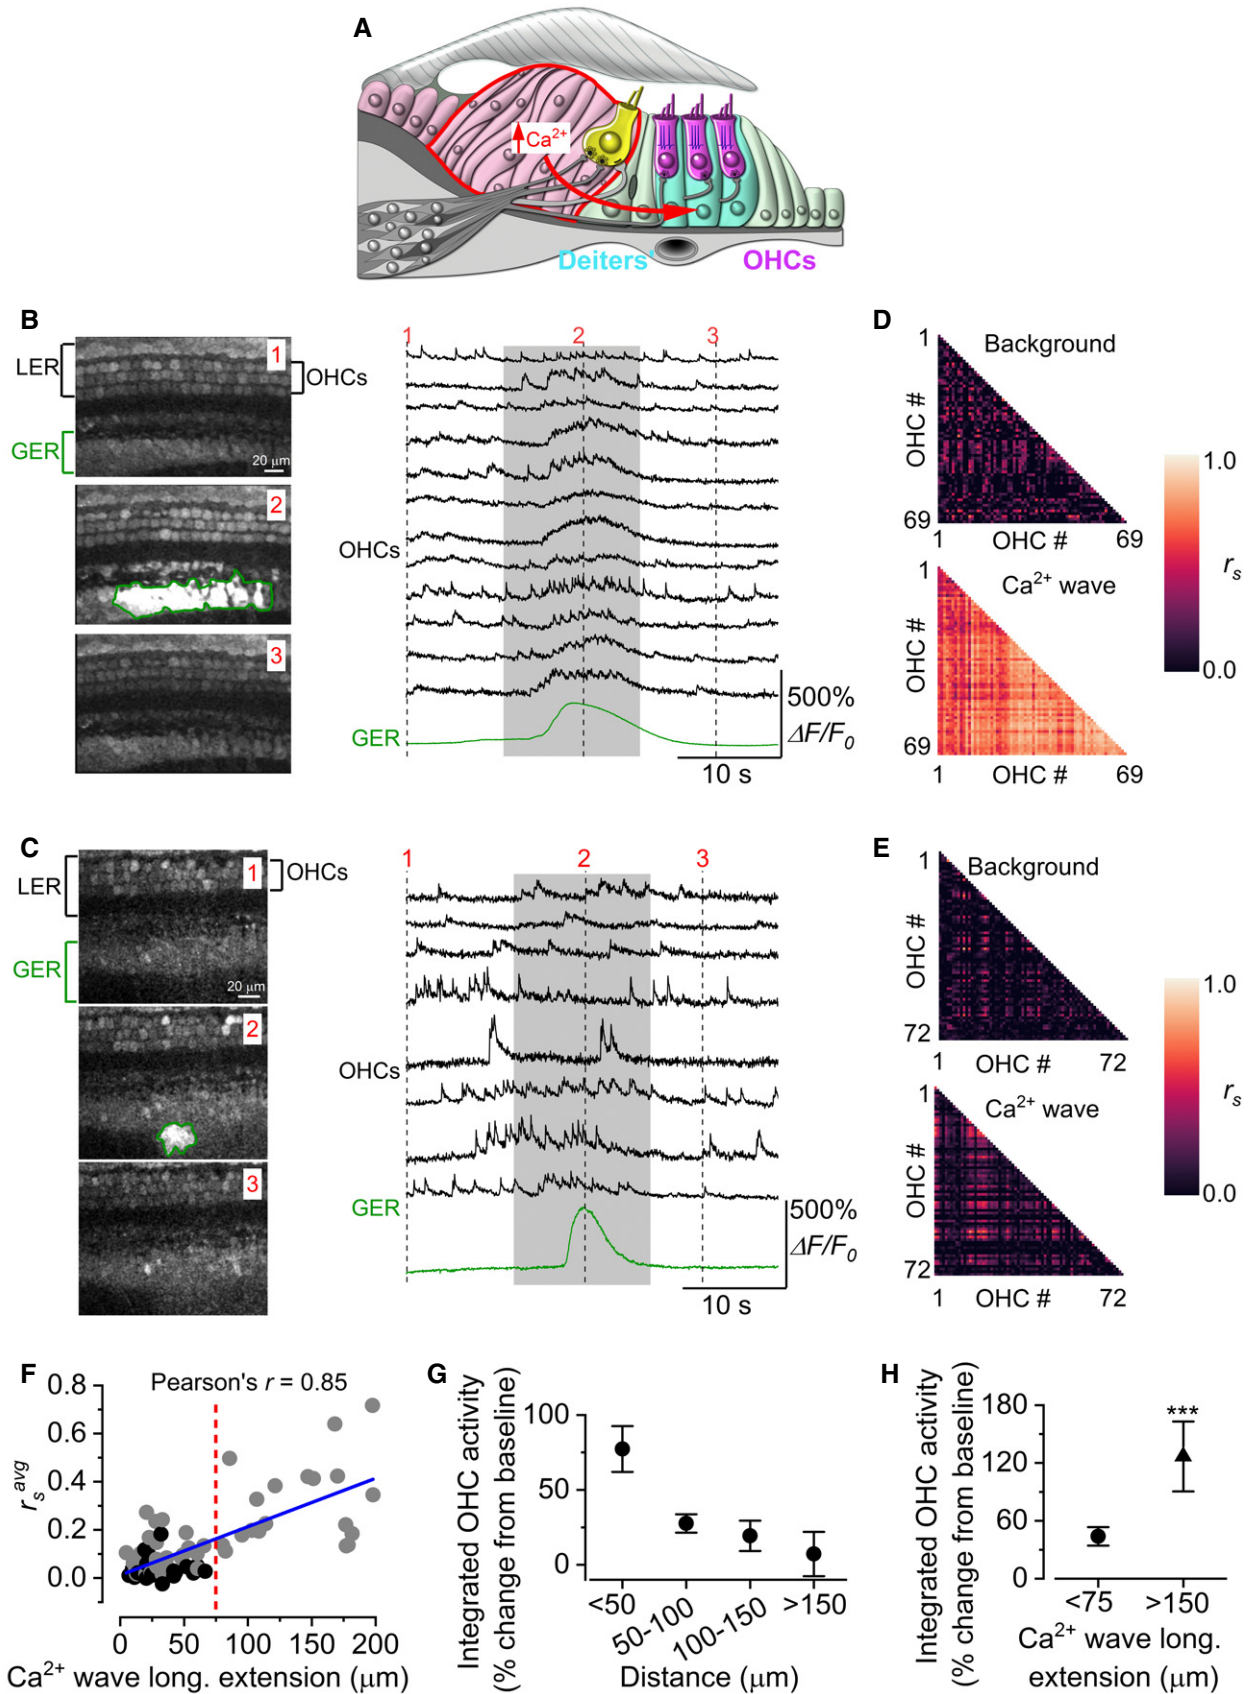 A
Ca²⁺
Deiters'
OHCs
B
LER
GER
1
OHCs
20 µm
2
3
1 2 3
OHCs
GER
500%
ΔF/F₀
10 s
D
1
Background
OHC #
69
1 OHC # 69
1
Ca²⁺ wave
OHC #
69
1 OHC # 69
1.0
rₛ
0.0
C
LER
GER
1
OHCs
20 µm
2
3
1 2 3
OHCs
GER
500%
ΔF/F₀
10 s
E
1
Background
OHC #
72
1 OHC # 72
1
Ca²⁺ wave
OHC #
72
1 OHC # 72
1.0
rₛ
0.0
F
Pearson's r = 0.85
rₛᵃᵛᵍ
0.8
0.6
0.4
0.2
0.0
0 50 100 150 200
Ca²⁺ wave long. extension (µm)
G
Integrated OHC activity
(% change from baseline)
100
50
0
<50 50-100 100-150 >150
Distance (µm)
H
Integrated OHC activity
(% change from baseline)
180
120
60
0
***
<75 >150
Ca²⁺ wave long.
extension (µm)